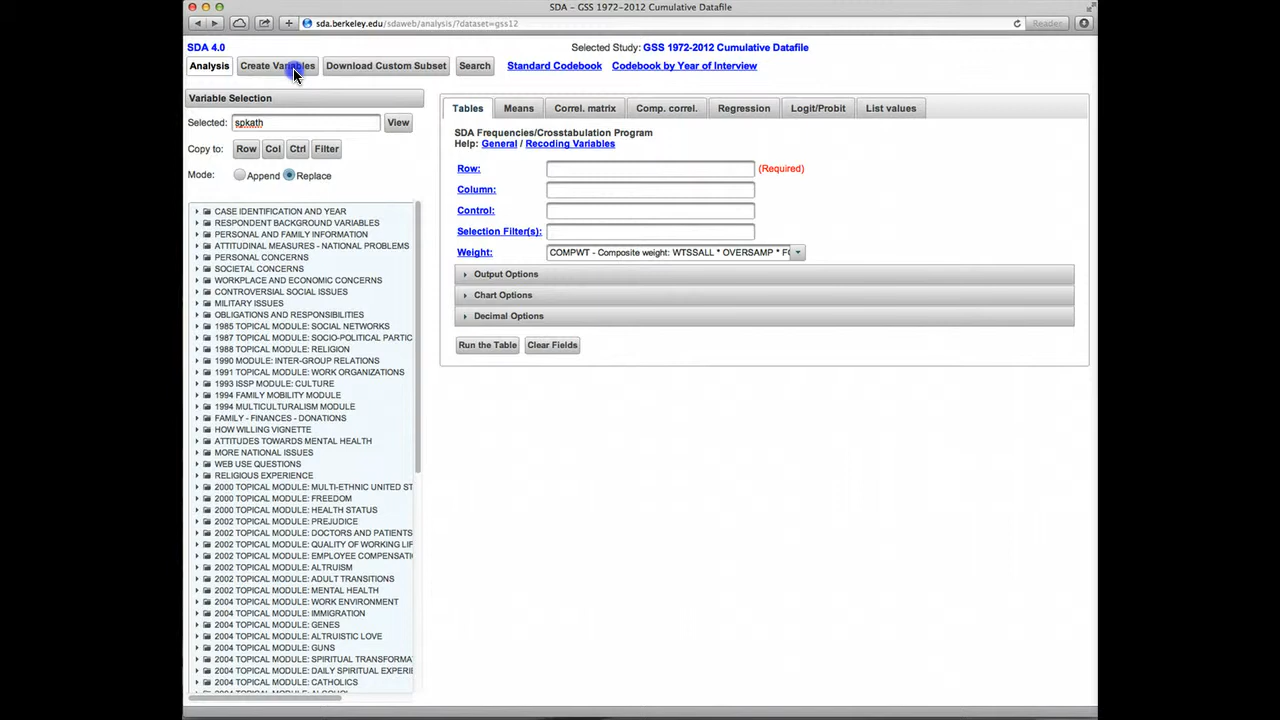 SDA - GSS 1972-2012 Cumulative Datafile
sda.berkeley.edu/sdaweb/analysis/?dataset=gss12
Reader
SDA 4.0
Selected Study: GSS 1972-2012 Cumulative Datafile
Analysis Create Variables Download Custom Subset Search Standard Codebook Codebook by Year of Interview
Variable Selection
Selected: spkath View
Copy to: Row Col Ctrl Filter
Mode: Append Replace
CASE IDENTIFICATION AND YEAR
RESPONDENT BACKGROUND VARIABLES
PERSONAL AND FAMILY INFORMATION
ATTITUDINAL MEASURES - NATIONAL PROBLEMS
PERSONAL CONCERNS
SOCIETAL CONCERNS
WORKPLACE AND ECONOMIC CONCERNS
CONTROVERSIAL SOCIAL ISSUES
MILITARY ISSUES
OBLIGATIONS AND RESPONSIBILITIES
1985 TOPICAL MODULE: SOCIAL NETWORKS
1987 TOPICAL MODULE: SOCIO-POLITICAL PARTIC
1988 TOPICAL MODULE: RELIGION
1990 MODULE: INTER-GROUP RELATIONS
1991 TOPICAL MODULE: WORK ORGANIZATIONS
1993 ISSP MODULE: CULTURE
1994 FAMILY MOBILITY MODULE
1994 MULTICULTURALISM MODULE
FAMILY - FINANCES - DONATIONS
HOW WILLING VIGNETTE
ATTITUDES TOWARDS MENTAL HEALTH
MORE NATIONAL ISSUES
WEB USE QUESTIONS
RELIGIOUS EXPERIENCE
2000 TOPICAL MODULE: MULTI-ETHNIC UNITED ST
2000 TOPICAL MODULE: FREEDOM
2000 TOPICAL MODULE: HEALTH STATUS
2002 TOPICAL MODULE: PREJUDICE
2002 TOPICAL MODULE: DOCTORS AND PATIENTS
2002 TOPICAL MODULE: QUALITY OF WORKING LIF
2002 TOPICAL MODULE: EMPLOYEE COMPENSATI
2002 TOPICAL MODULE: ALTRUISM
2002 TOPICAL MODULE: ADULT TRANSITIONS
2002 TOPICAL MODULE: MENTAL HEALTH
2004 TOPICAL MODULE: WORK ENVIRONMENT
2004 TOPICAL MODULE: IMMIGRATION
2004 TOPICAL MODULE: GENES
2004 TOPICAL MODULE: ALTRUISTIC LOVE
2004 TOPICAL MODULE: GUNS
2004 TOPICAL MODULE: SPIRITUAL TRANSFORMA
2004 TOPICAL MODULE: DAILY SPIRITUAL EXPERI
2004 TOPICAL MODULE: CATHOLICS
2004 TOPICAL MODULE: ALCOHOL
Tables Means Correl. matrix Comp. correl. Regression Logit/Probit List values
SDA Frequencies/Crosstabulation Program
Help: General / Recoding Variables
Row: (Required)
Column:
Control:
Selection Filter(s):
Weight: COMPWT - Composite weight: WTSSALL * OVERSAMP * F
Output Options
Chart Options
Decimal Options
Run the Table Clear Fields